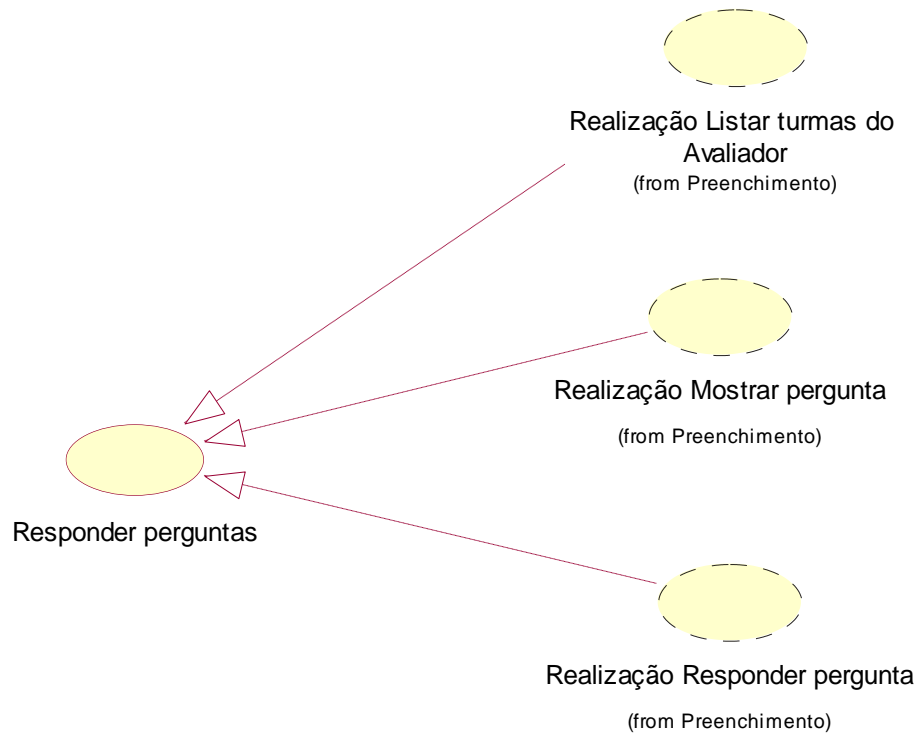 Realização Listar turmas do
Avaliador
(from Preenchimento)
Realização Mostrar pergunta
(from Preenchimento)
Responder perguntas
Realização Responder pergunta
(from Preenchimento)